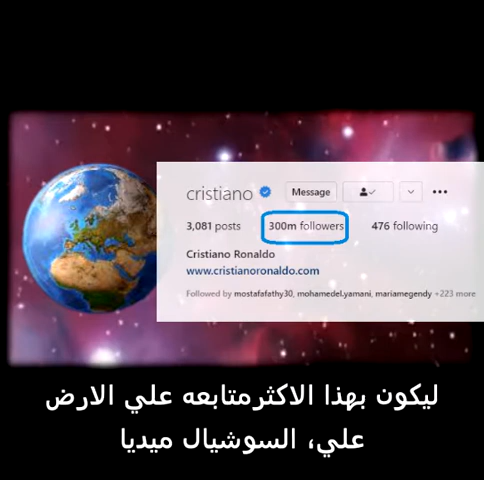 cristiano
Message
3,081 posts 300m followers 476 following
Cristiano Ronaldo
www.cristianoronaldo.com
Followed by mostafafathy30, mohamedel.yamani, mariamegendy +223 more
ليكون بهذا الاكثرمتابعه علي الارض
علي، السوشيال ميديا